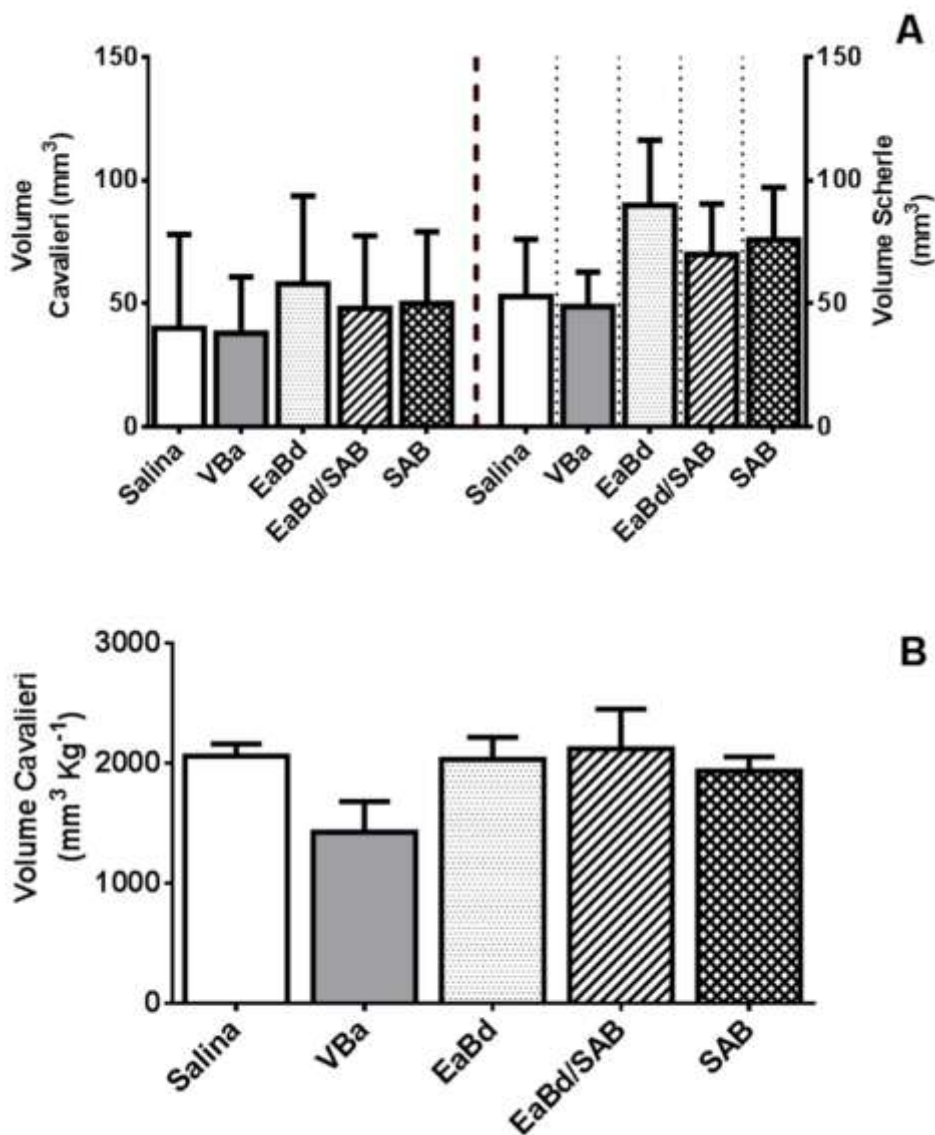 A
Volume
Cavalieri (mm³)
150
100
50
0
Salina
VBa
EaBd
EaBd/SAB
SAB
Salina
VBa
EaBd
EaBd/SAB
SAB
150
100
50
0
Volume Scherle
(mm³)
B
Volume Cavalieri
(mm³ Kg⁻¹)
3000
2000
1000
0
Salina
VBa
EaBd
EaBd/SAB
SAB